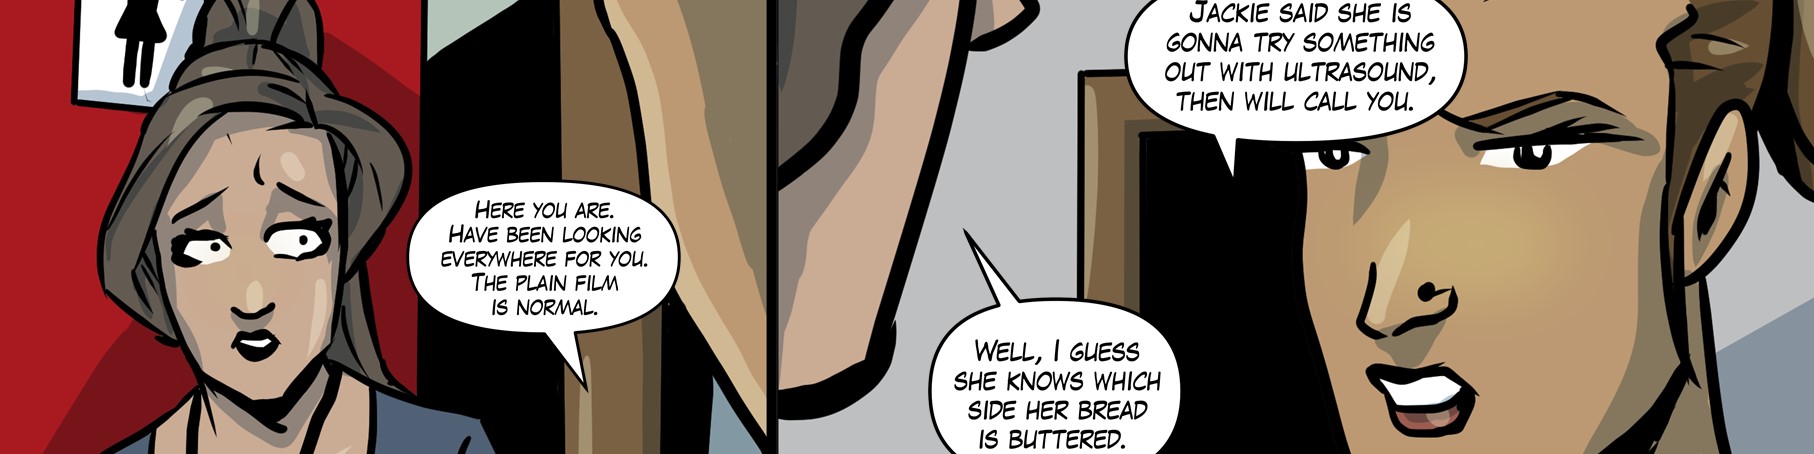 Here you are.
Have been looking
everywhere for you.
The plain film
is normal.
Jackie said she is
gonna try something
out with ultrasound,
then will call you.
Well, I guess
she knows which
side her bread
is buttered.